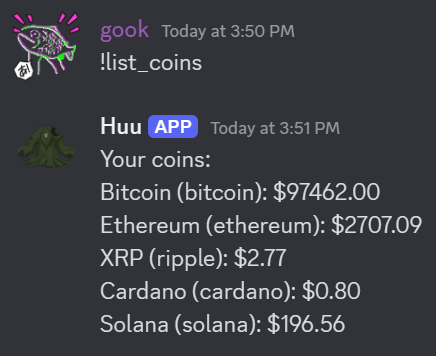 gook Today at 3:50 PM
!list_coins
Huu APP Today at 3:51 PM
Your coins:
Bitcoin (bitcoin): $97462.00
Ethereum (ethereum): $2707.09
XRP (ripple): $2.77
Cardano (cardano): $0.80
Solana (solana): $196.56